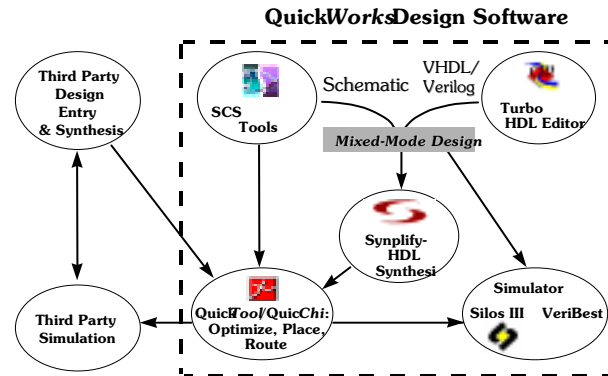 QuickWorks Design Software
Third Party
Design
Entry
& Synthesis
SCS
Tools
Schematic
VHDL/
Verilog
Turbo
HDL Editor
Mixed-Mode Design
Synplify-
HDL
Synthesi
Third Party
Simulation
QuickTool/QuicChi:
Optimize, Place,
Route
Simulator
Silos III VeriBest